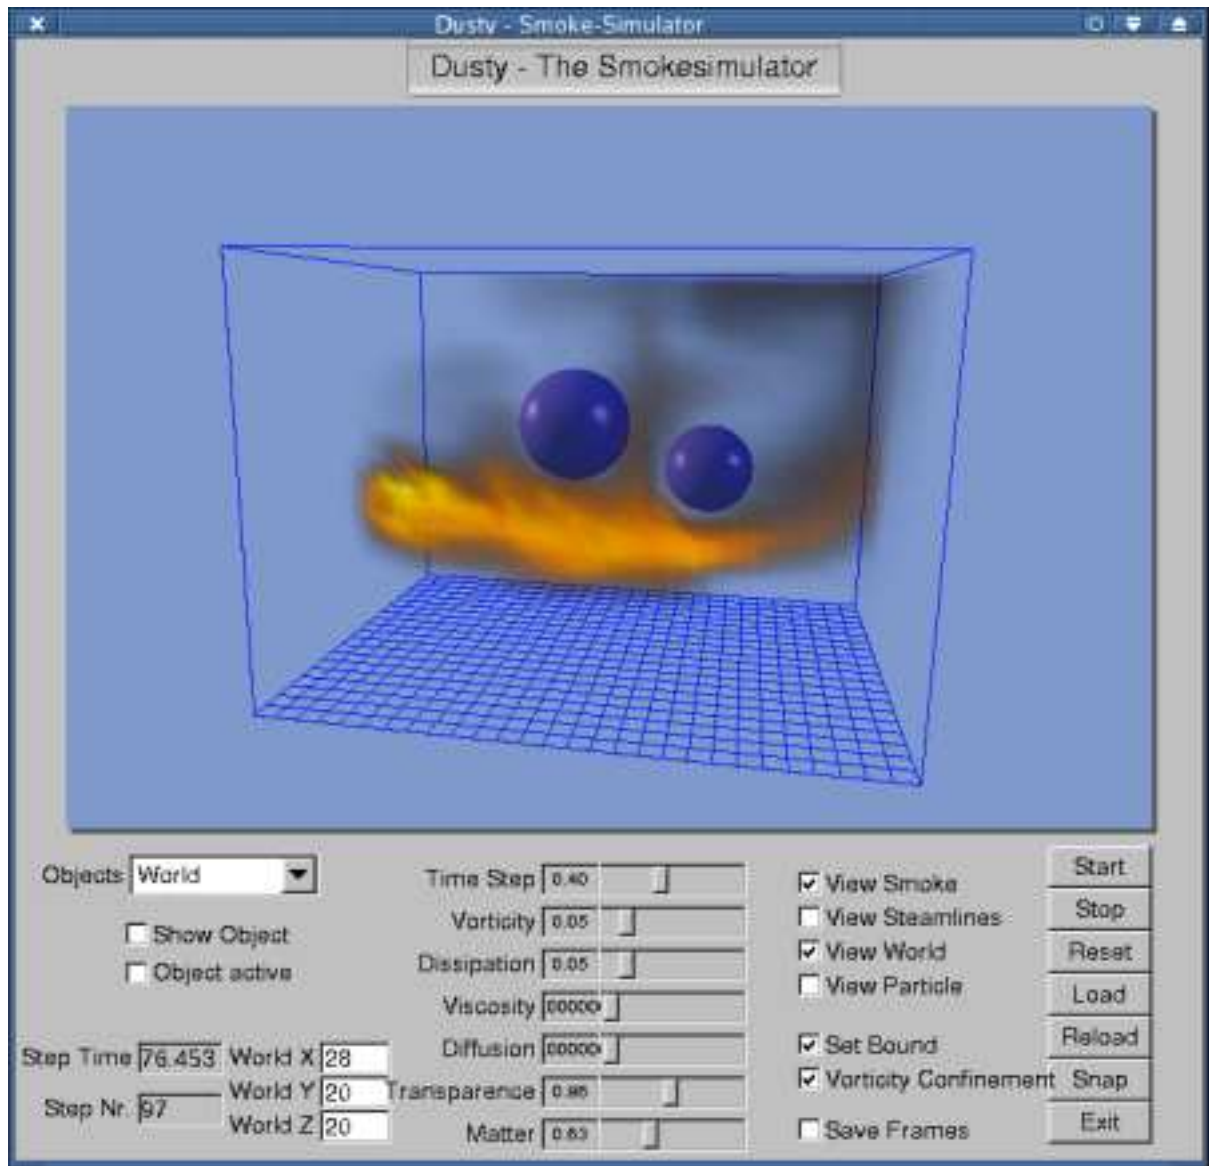 Dusty - Smoke-Simulator
Dusty - The Smokesimulator
Objects World
Show Object
Object active
Step Time 76.453
Step Nr. 97
World X 28
World Y 20
World Z 20
Time Step 0.40
Vorticity 0.05
Dissipation 0.05
Viscosity
Diffusion
Transparence
Matter 0.63
View Smoke
View Steamlines
View World
View Particle
Set Bound
Vorticity Confinement
Save Frames
Start
Stop
Reset
Load
Reload
Snap
Exit